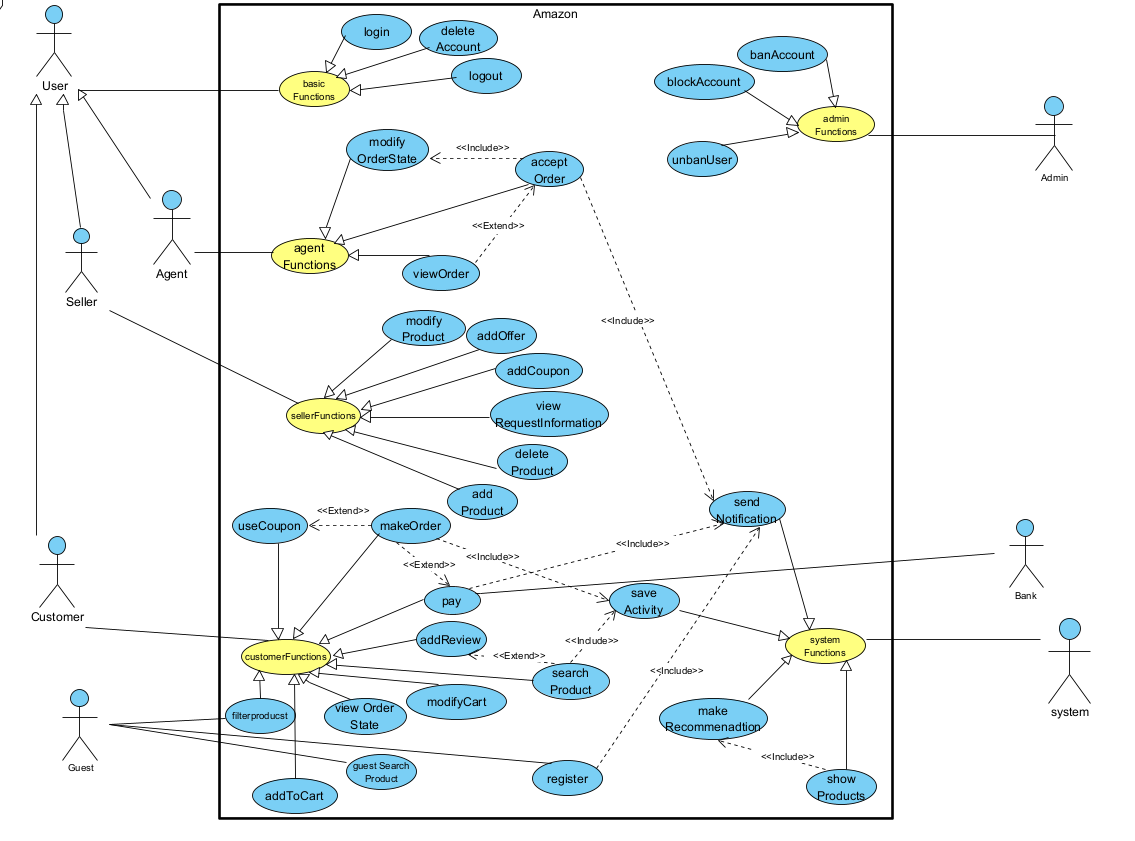 Amazon
login
delete
Account
logout
basic
Functions
User
banAccount
blockAccount
admin
Functions
unbanUser
Admin
modify
OrderState
<<Include>>
accept
Order
<<Extend>>
agent
Functions
viewOrder
Agent
Seller
<<Include>>
modify
Product
addOffer
addCoupon
view
RequestInformation
sellerFunctions
delete
Product
add
Product
send
Notification
useCoupon
<<Extend>>
makeOrder
<<Include>>
<<Include>>
<<Extend>>
pay
save
Activity
Bank
Customer
addReview
<<Include>>
<<Extend>>
customerFunctions
search
Product
<<Include>>
system
Functions
system
filterproducst
view Order
State
modifyCart
make
Recommenadtion
Guest
guest Search
Product
register
<<Include>>
addToCart
show
Products